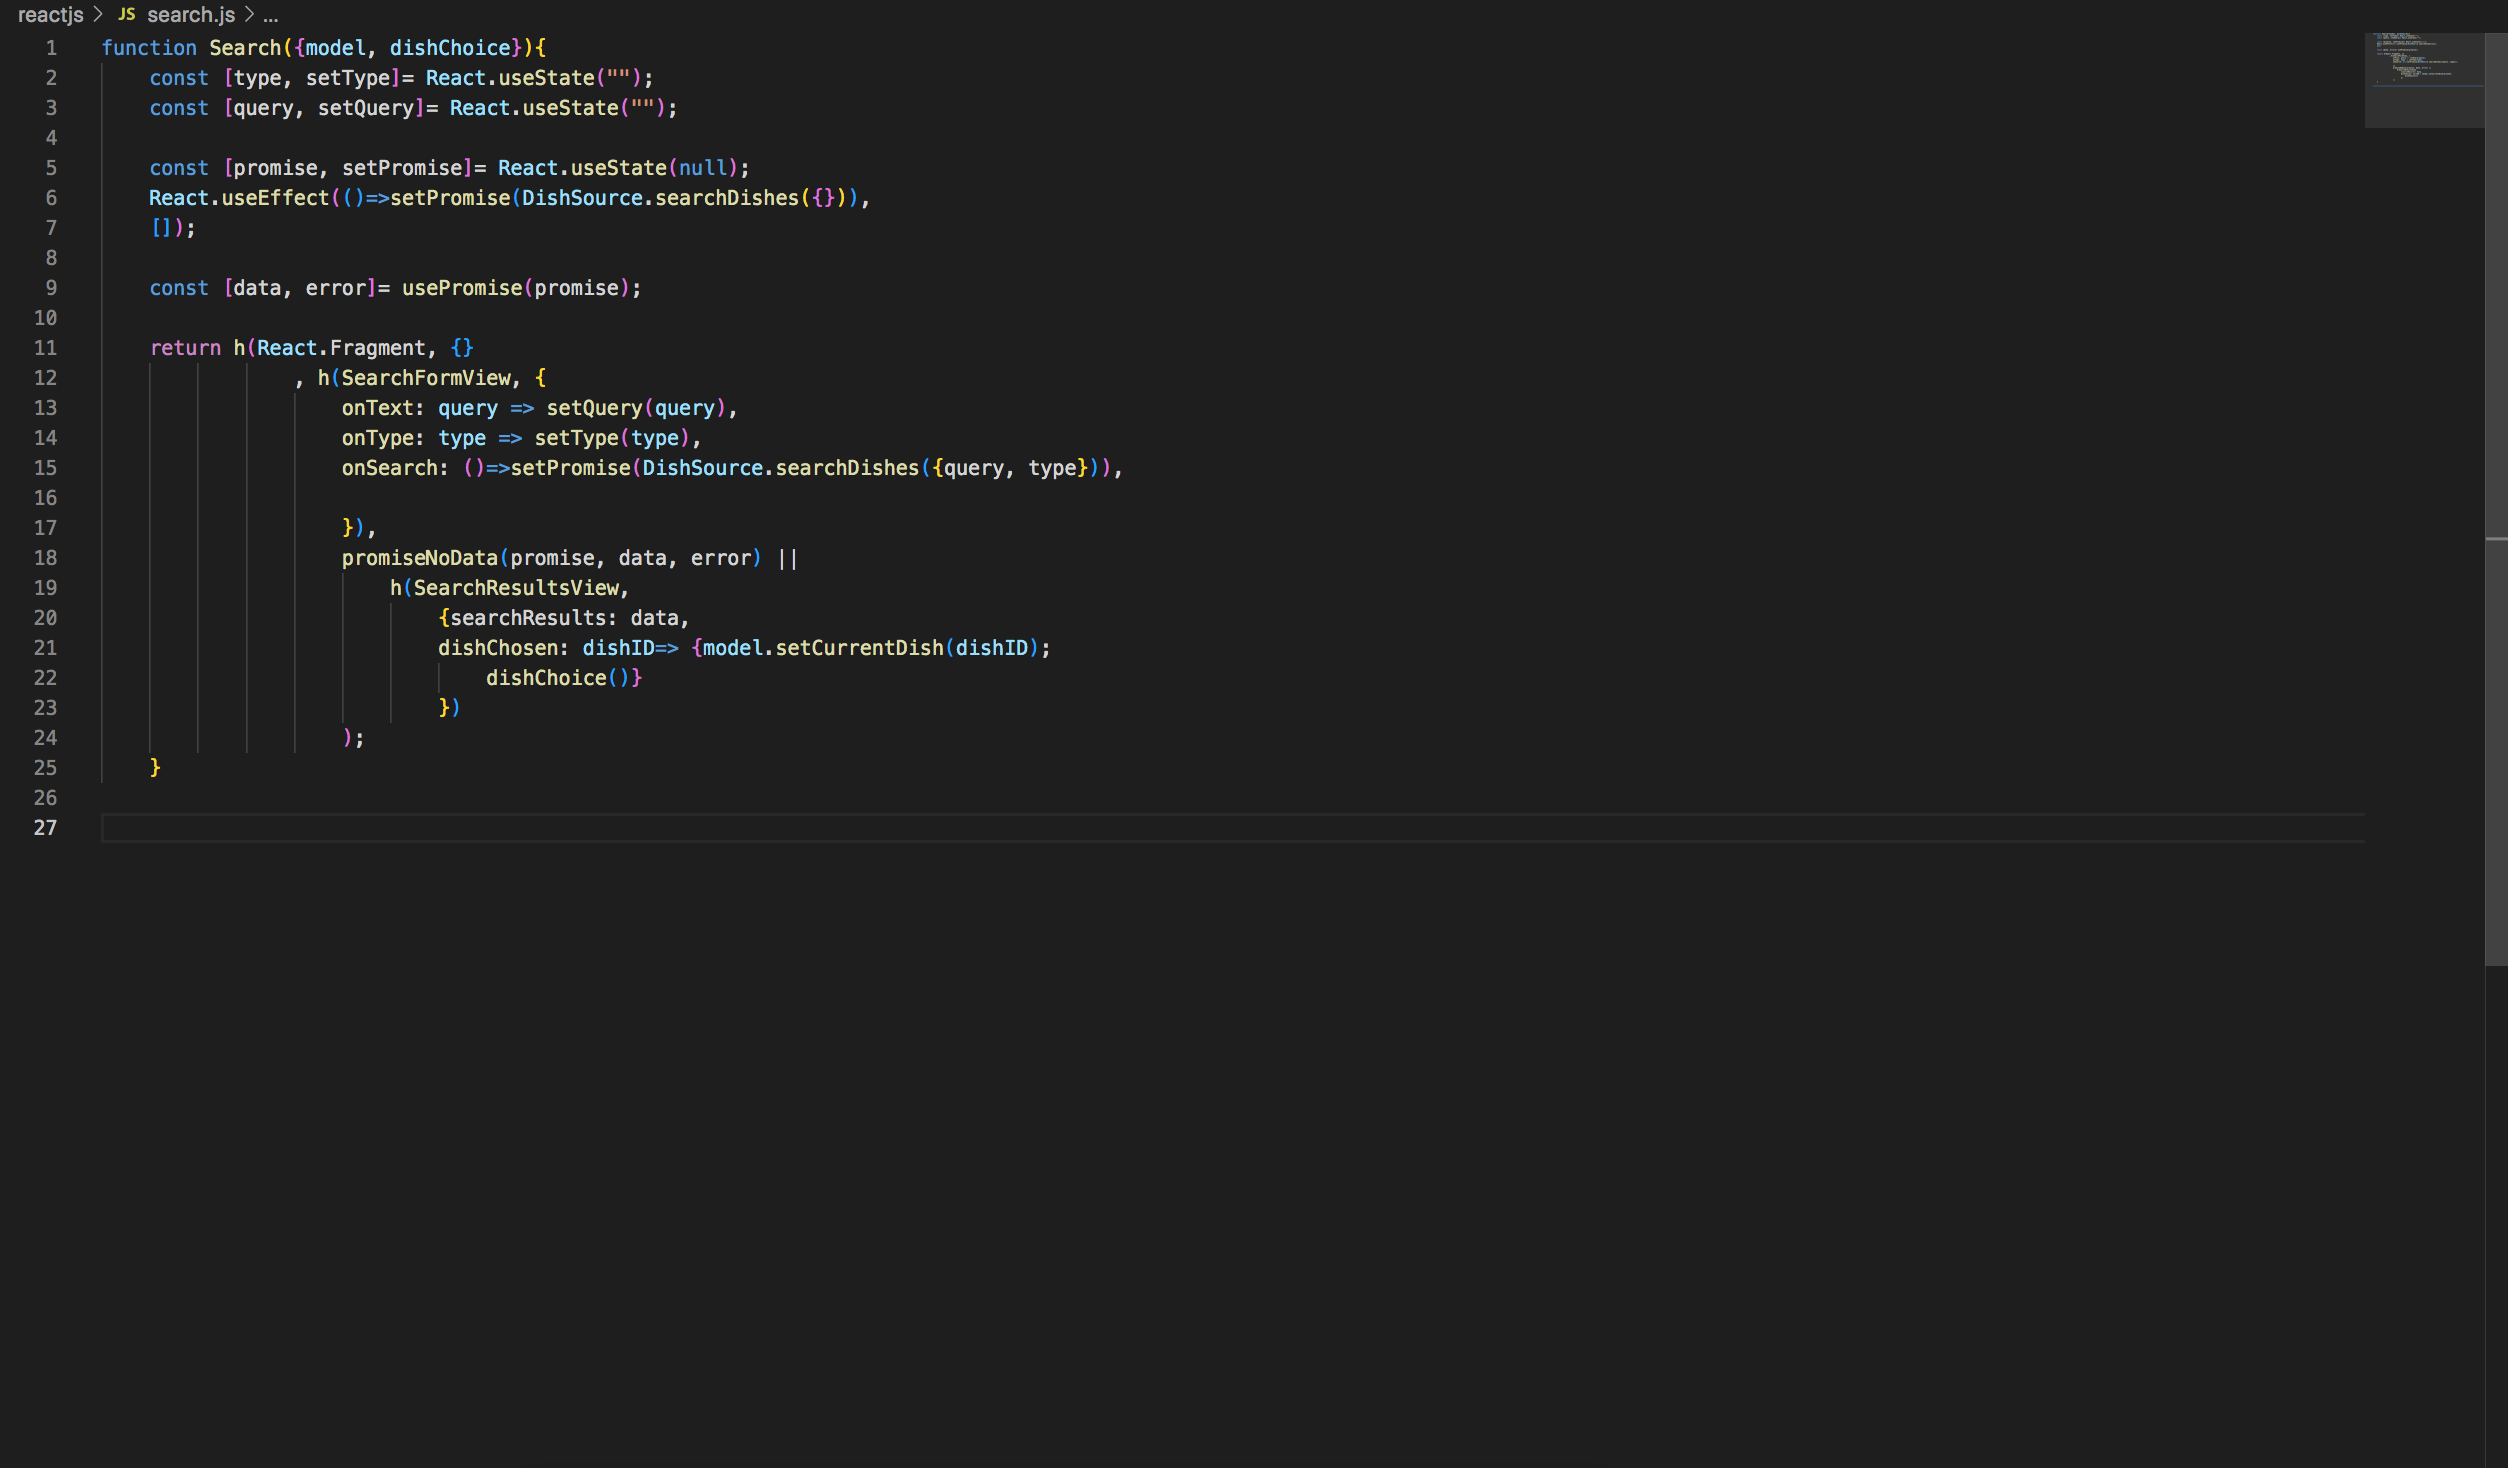 reactjs > JS search.js > ...
1 function Search({model, dishChoice}){
2     const [type, setType]= React.useState("");
3     const [query, setQuery]= React.useState("");
4
5     const [promise, setPromise]= React.useState(null);
6     React.useEffect(()=>setPromise(DishSource.searchDishes({})),
7     []);
8
9     const [data, error]= usePromise(promise);
10
11     return h(React.Fragment, {}
12                 , h(SearchFormView, {
13                     onText: query => setQuery(query),
14                     onType: type => setType(type),
15                     onSearch: ()=>setPromise(DishSource.searchDishes({query, type})),
16
17                     }),
18                     promiseNoData(promise, data, error) ||
19                         h(SearchResultsView,
20                             {searchResults: data,
21                             dishChosen: dishID=> {model.setCurrentDish(dishID);
22                                 dishChoice()}
23                             })
24                     );
25     }
26
27